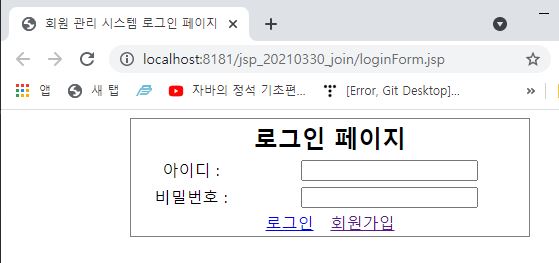 회원 관리 시스템 로그인 페이지
localhost:8181/jsp_20210330_join/loginForm.jsp
앱 새 탭 자바의 정석 기초편... [Error, Git Desktop]...
로그인 페이지
아이디 :
비밀번호 :
로그인 회원가입